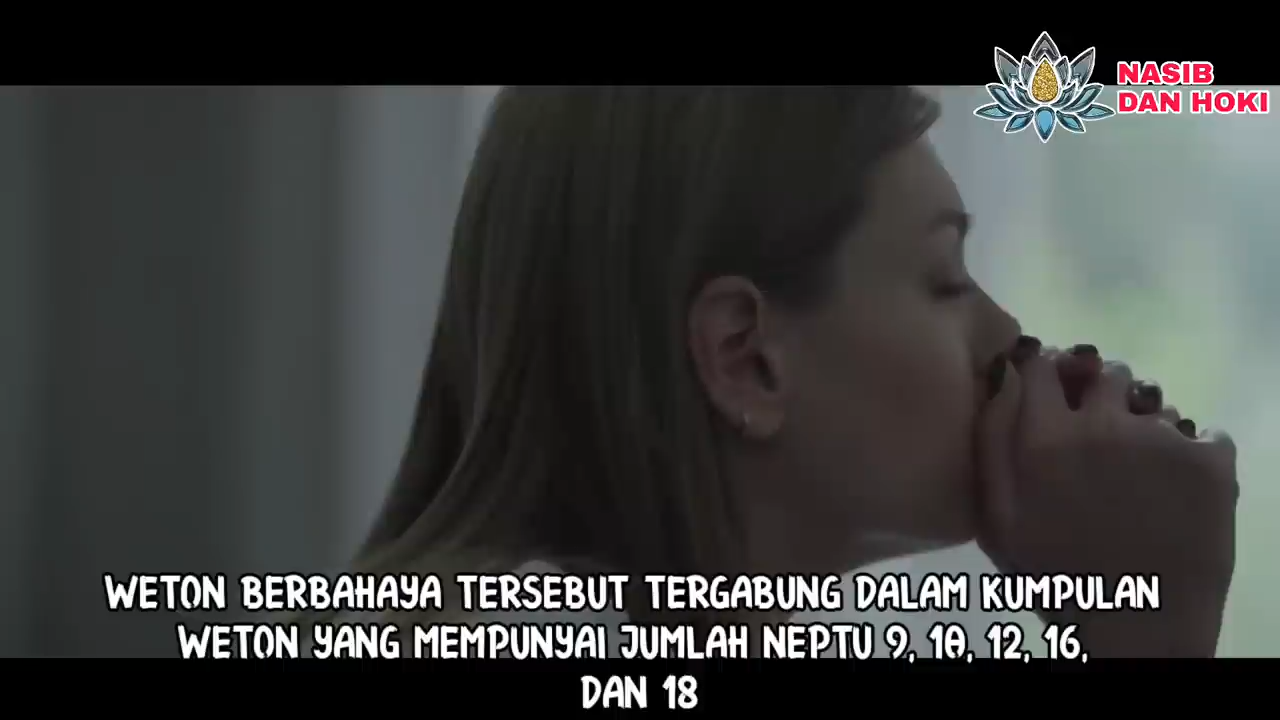 NASIB
DAN HOKI
WETON BERBAHAYA TERSEBUT TERGABUNG DALAM KUMPULAN
WETON YANG MEMPUNYAI JUMLAH NEPTU 9, 10, 12, 16,
DAN 18